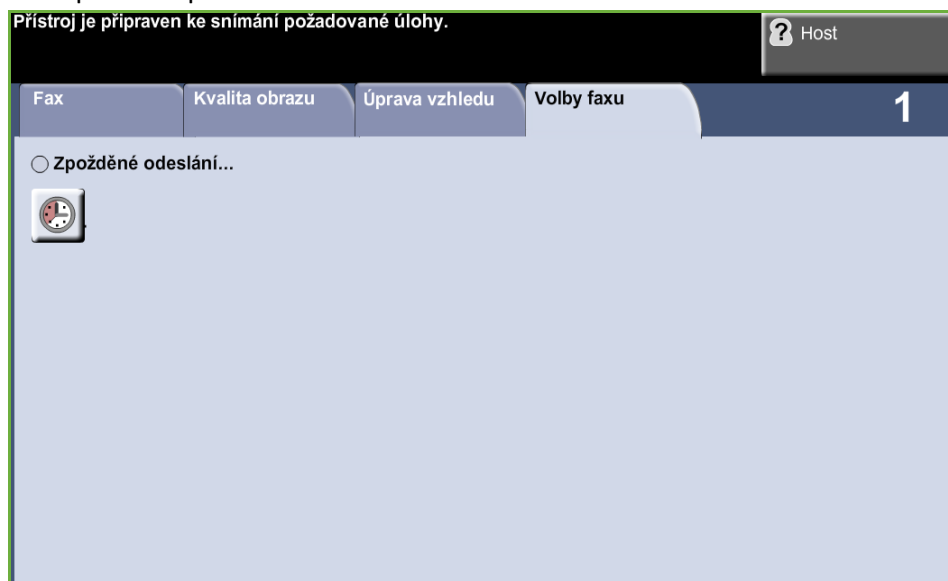 Přístroj je připraven ke snímání požadované úlohy.
? Host
Fax Kvalita obrazu Úprava vzhledu Volby faxu 1
Zpožděné odeslání...